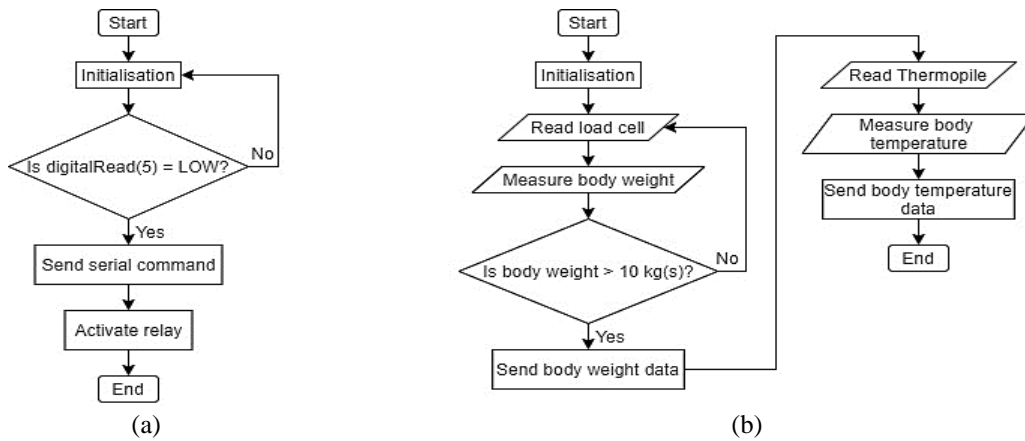 Start
Initialisation
Is digitalRead(5) = LOW?
No
Yes
Send serial command
Activate relay
End
(a)
Start
Initialisation
Read load cell
Measure body weight
Is body weight > 10 kg(s)?
No
Yes
Send body weight data
Read Thermopile
Measure body
temperature
Send body temperature
data
End
(b)